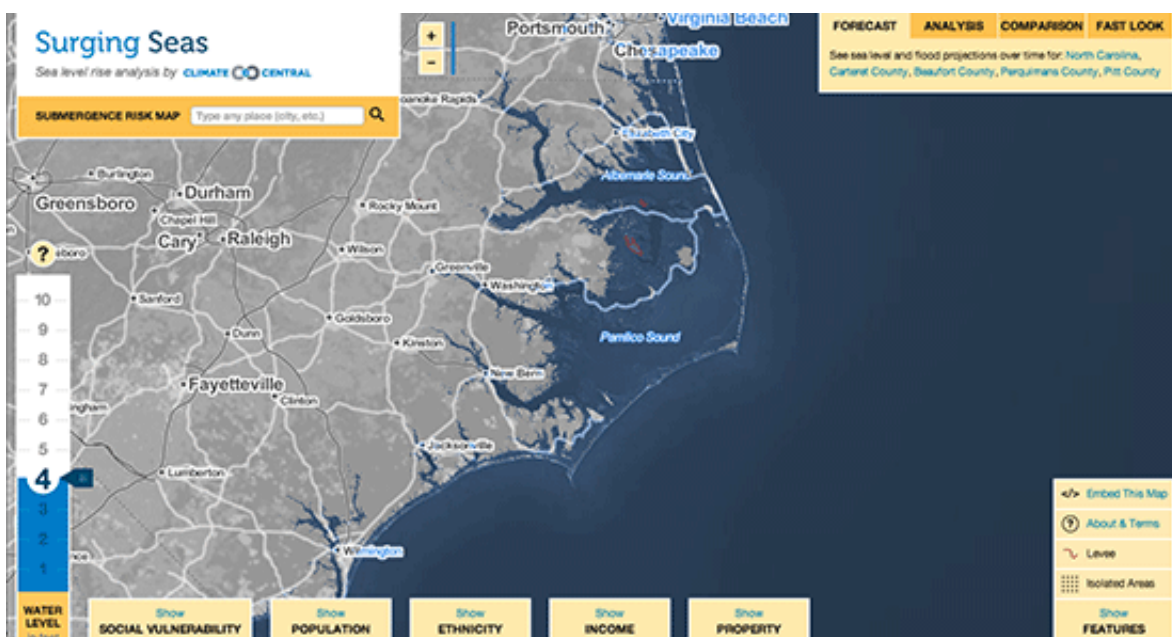 Surging Seas
Sea level rise analysis by CLIMATE CENTRAL
SUBMERGENCE RISK MAP Type any place (city, etc.)
+
−
FORECAST ANALYSIS COMPARISON FAST LOOK
See sea level and flood projections over time for: North Carolina,
Carteret County, Beaufort County, Perquimans County, Pitt County
Portsmouth
Virginia Beach
Chesapeake
Roanoke Rapids
Elizabeth City
Albemarle Sound
Burlington
Greensboro
Durham
Chapel Hill
Cary
Raleigh
Rocky Mount
Wilson
Greenville
Washington
?
Sanford
Goldsboro
Dunn
Kinston
Pamlico Sound
Fayetteville
Clinton
New Bern
Jacksonville
Lumberton
Wilmington
10
9
8
7
6
5
4
3
2
1
WATER
LEVEL
</> Embed This Map
? About & Terms
Levee
Isolated Areas
Show
FEATURES
Show
SOCIAL VULNERABILITY
Show
POPULATION
Show
ETHNICITY
Show
INCOME
Show
PROPERTY